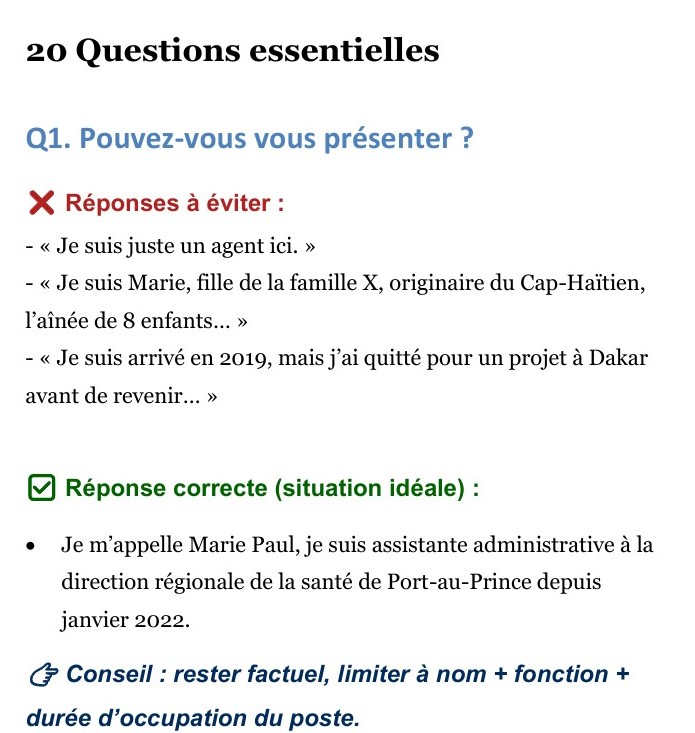 20 Questions essentielles
Q1. Pouvez-vous vous présenter ?
❌ Réponses à éviter :
- « Je suis juste un agent ici. »
- « Je suis Marie, fille de la famille X, originaire du Cap-Haïtien,
l’aînée de 8 enfants… »
- « Je suis arrivé en 2019, mais j’ai quitté pour un projet à Dakar
avant de revenir… »
☑ Réponse correcte (situation idéale) :
• Je m’appelle Marie Paul, je suis assistante administrative à la
direction régionale de la santé de Port-au-Prince depuis
janvier 2022.
👉 Conseil : rester factuel, limiter à nom + fonction +
durée d’occupation du poste.